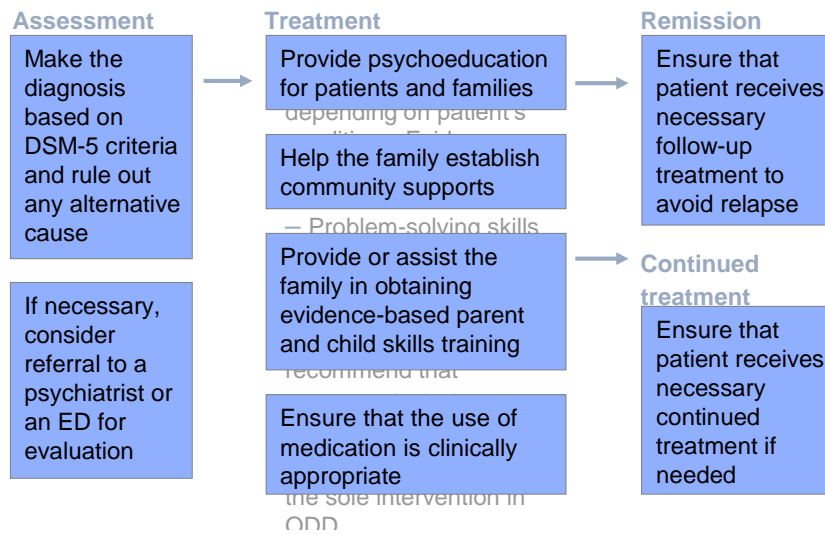 Assessment
Make the
diagnosis
based on
DSM-5 criteria
and rule out
any alternative
cause
If necessary,
consider
referral to a
psychiatrist or
an ED for
evaluation
Treatment
Provide psychoeducation
for patients and families
depending on patient's
Help the family establish
community supports
– Problem-solving skills
Provide or assist the
family in obtaining
evidence-based parent
and child skills training
recommend that
Ensure that the use of
medication is clinically
appropriate
the sole intervention in
ODD
Remission
Ensure that
patient receives
necessary
follow-up
treatment to
avoid relapse
Continued
treatment
Ensure that
patient receives
necessary
continued
treatment if
needed